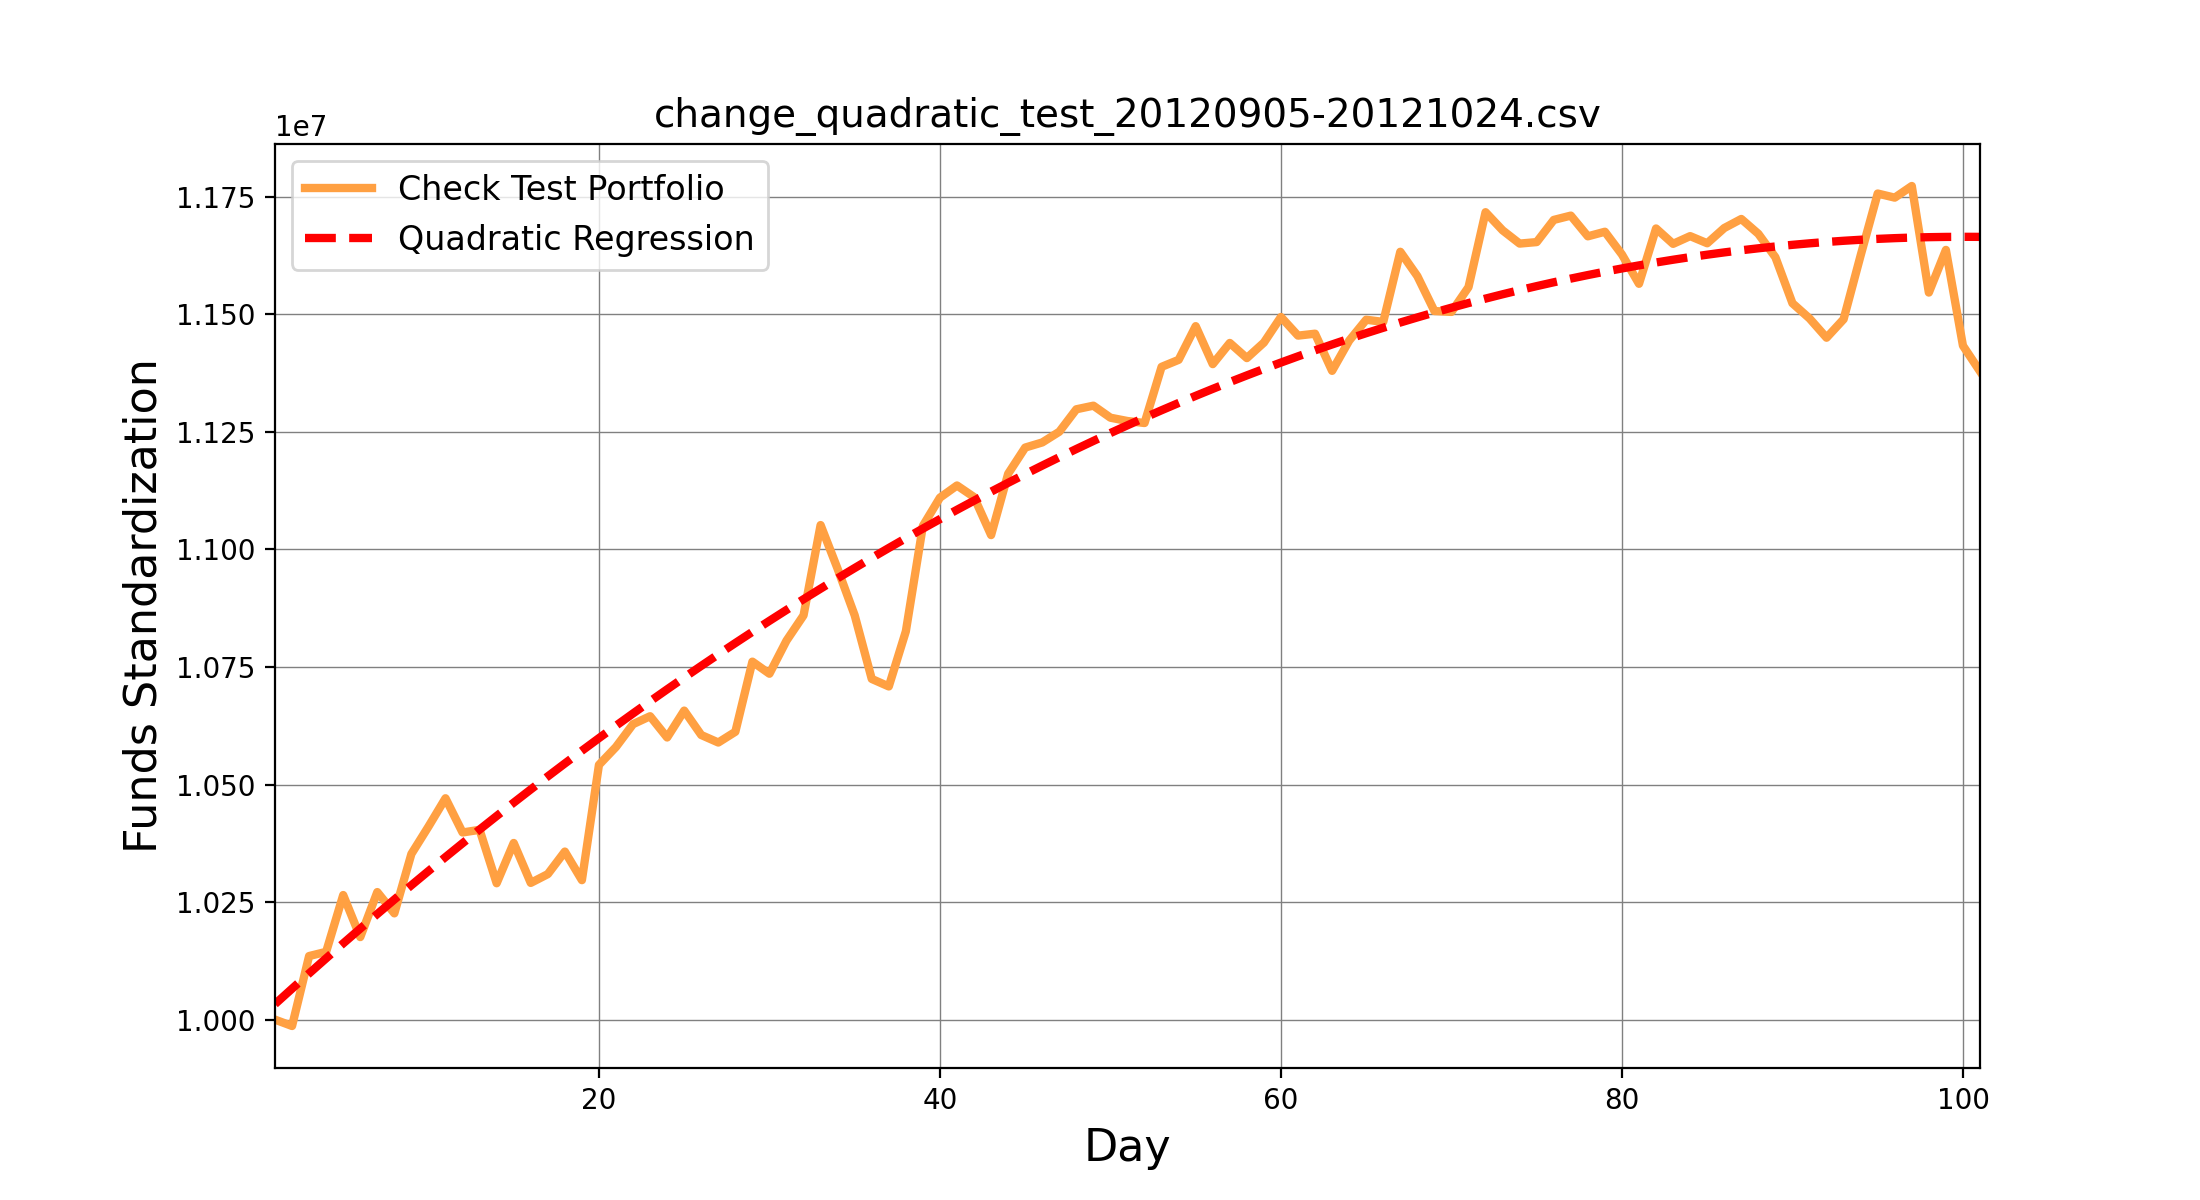 change_quadratic_test_20120905-20121024.csv
1e7
Check Test Portfolio
Quadratic Regression
1.175
1.150
1.125
1.100
1.075
1.050
1.025
1.000
Funds Standardization
20 40 60 80 100
Day